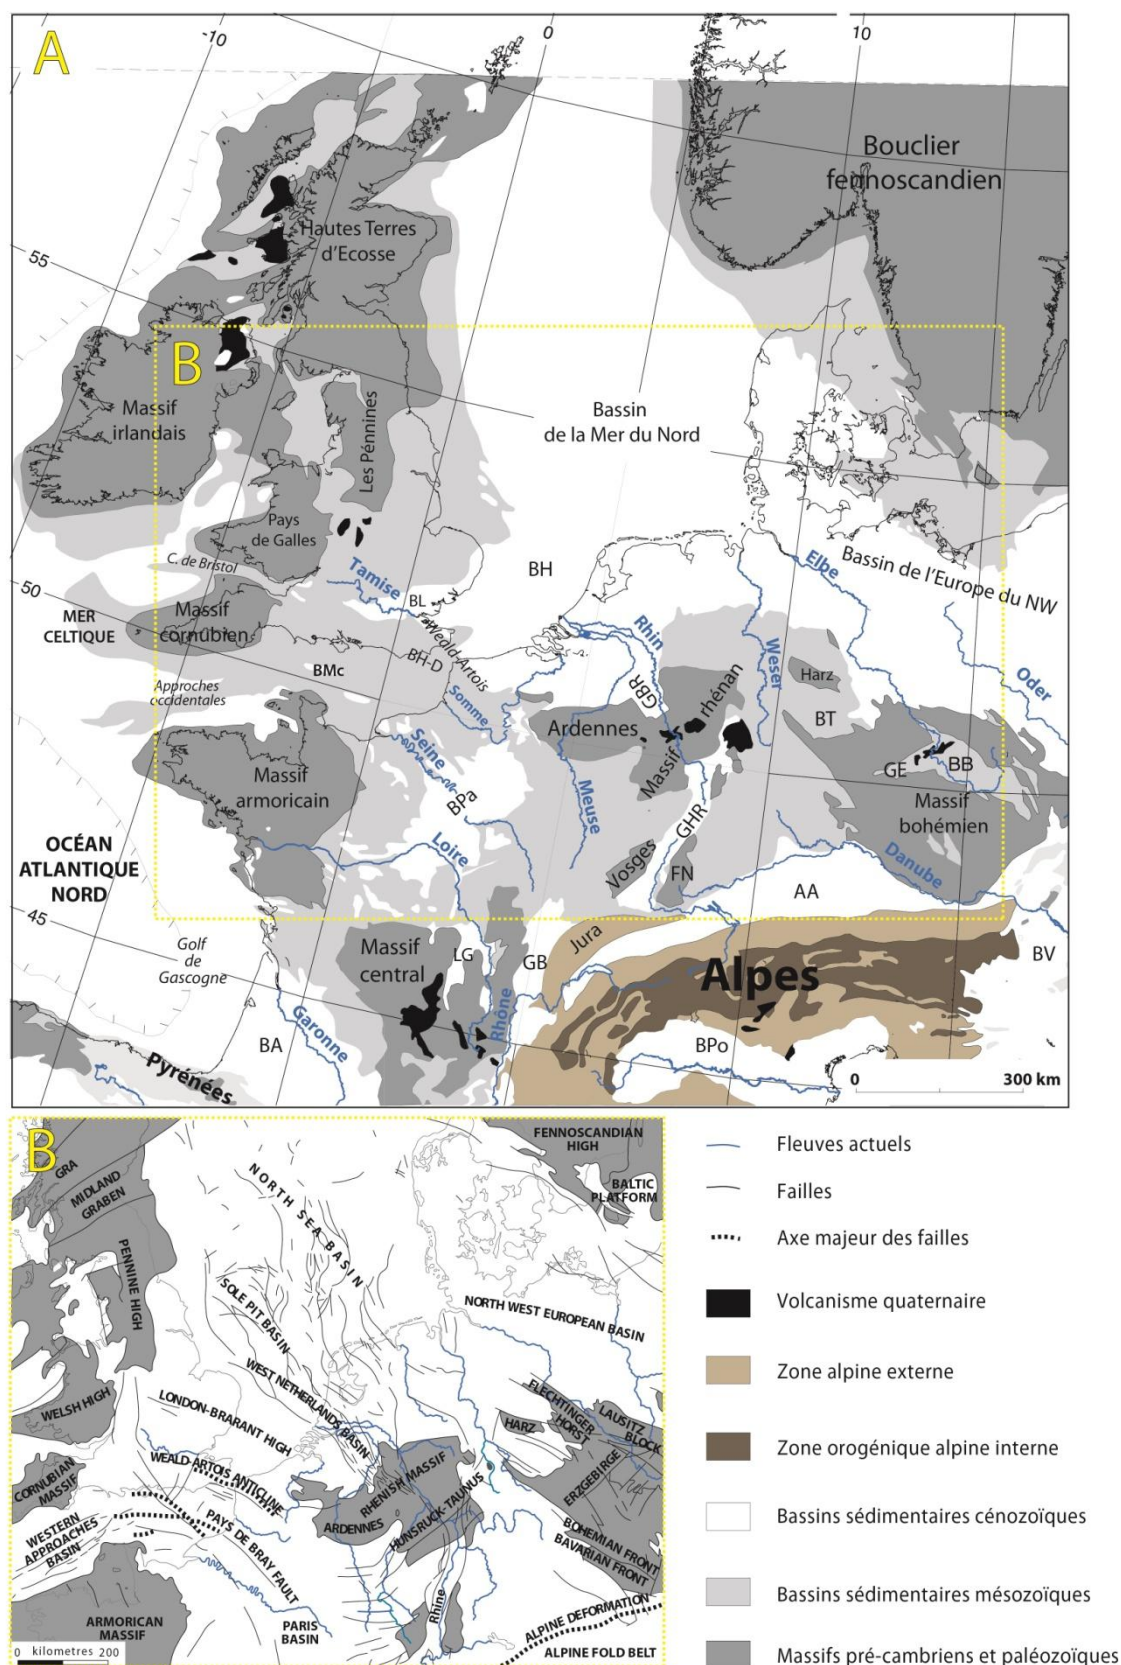 A
-10
0
10
Bouclier
fennoscandien
Hautes Terres
d'Ecosse
55
B
Massif
irlandais
Les Pénnines
Bassin
de la Mer du Nord
Pays
de Galles
C. de Bristol
Tamise
BL
BH
Elbe
Bassin de l'Europe du NW
50
MER
CELTIQUE
Massif
cornubien
Weald-Artois
BH-D
BMc
Rhin
Weser
Oder
Approches
occidentales
Somme
GBR
rhénan
Massif
Harz
Ardennes
BT
Seine
GE
BB
Massif
armoricain
BPa
Meuse
GHR
Massif
bohémien
Loire
OCÉAN
ATLANTIQUE
NORD
Vosges
FN
Danube
AA
45
Golf
de
Gascogne
Massif
central
LG
GB
Jura
Alpes
BV
Rhône
Garonne
BA
BPo
Pyrénées
0 300 km
B
GRA
MIDLAND
GRABEN
FENNOSCANDIAN
HIGH
BALTIC
PLATFORM
NORTH SEA BASIN
PENNINE HIGH
SOLE PIT BASIN
NORTH WEST EUROPEAN BASIN
WEST NETHERLANDS BASIN
WELSH HIGH
LONDON-BRARANT HIGH
FLECHTINGER
HORST
LAUSITZ
BLOCK
HARZ
CORNUBIAN
MASSIF
WEALD-ARTOIS ANTICLINE
RHENISH MASSIF
ERZGEBIRGE
ARDENNES
HUNSRUCK-TAUNUS
WESTERN
APPROACHES
BASIN
PAYS DE BRAY FAULT
BOHEMIAN FRONT
BAVARIAN FRONT
ARMORICAN
MASSIF
PARIS
BASIN
Rhine
ALPINE DEFORMATION
ALPINE FOLD BELT
0 kilometres 200
Fleuves actuels
Failles
Axe majeur des failles
Volcanisme quaternaire
Zone alpine externe
Zone orogénique alpine interne
Bassins sédimentaires cénozoïques
Bassins sédimentaires mésozoïques
Massifs pré-cambriens et paléozoïques